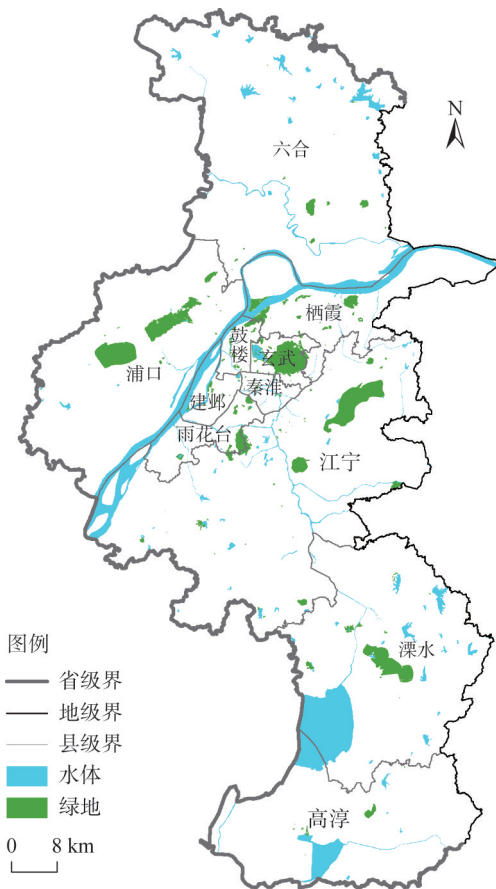 N
六合
栖霞
鼓
楼
玄武
浦口
秦淮
建邺
雨花台
江宁
溧水
高淳
图例
省级界
地级界
县级界
水体
绿地
0 8 km